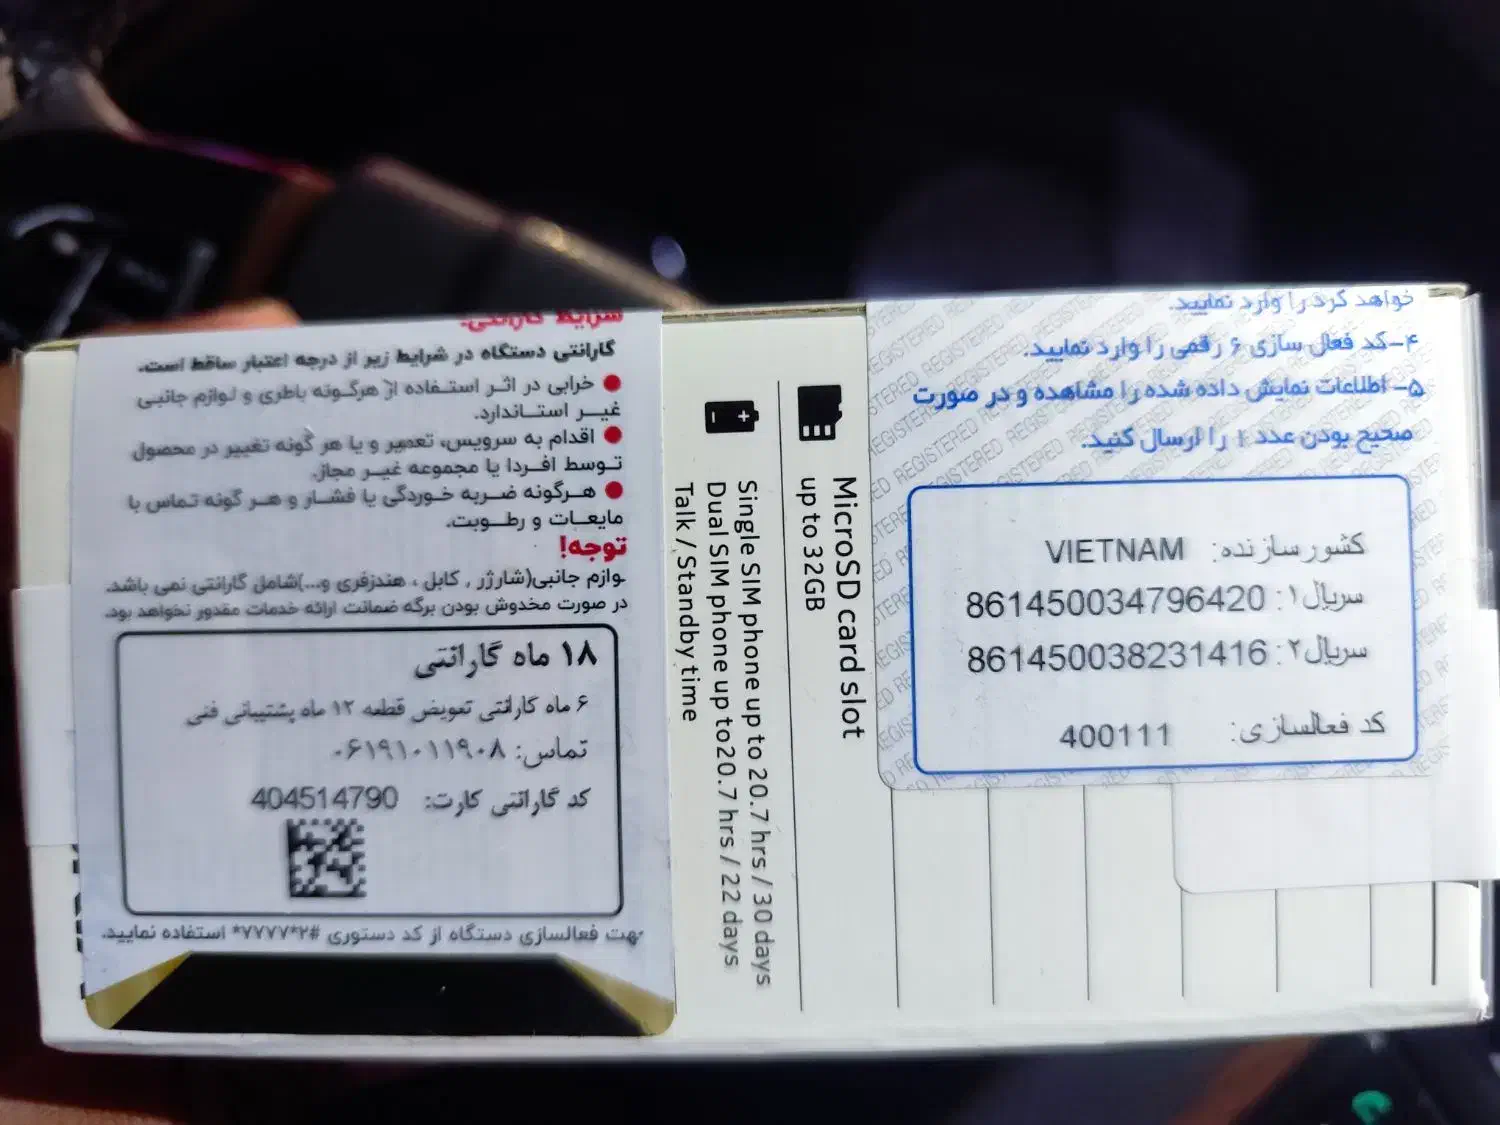 شرایط گارانتی:
گارانتی دستگاه در شرایط زیر از درجه اعتبار ساقط است.
● خرابی در اثر استفاده از هرگونه باطری و لوازم جانبی
غیر استاندارد.
● اقدام به سرویس، تعمیر و یا هر گونه تغییر در محصول
توسط افردا یا مجموعه غیر مجاز.
● هرگونه ضربه خوردگی یا فشار و هر گونه تماس با
مایعات و رطوبت.
توجه!
لوازم جانبی(شارژر , کابل ، هندزفری و...)شامل گارانتی نمی باشد.
در صورت مخدوش بودن برگه ضمانت ارائه خدمات مقدور نخواهد بود.
۱۸ ماه گارانتی
۶ ماه گارانتی تعویض قطعه ۱۲ ماه پشتیبانی فنی
تماس: ۰۶۱۹۱۰۱۱۹۰۸
کد گارانتی کارت: 404514790
جهت فعالسازی دستگاه از کد دستوری #۲*۷۷۷۷* استفاده نمایید.
MicroSD card slot
up to 32GB
Single SIM phone up to 20.7 hrs / 30 days
Dual SIM phone up to20.7 hrs / 22 days
Talk / Standby time
خواهد کرد را وارد نمایید.
۴-کد فعال سازی ۶ رقمی را وارد نمایید.
۵- اطلاعات نمایش داده شده را مشاهده و در صورت
صحیح بودن عدد ۱ را ارسال کنید.
کشور سازنده: VIETNAM
سریال۱: 861450034796420
سریال۲: 861450038231416
کد فعالسازی: 400111
REGISTERED REGISTERED REGISTERED